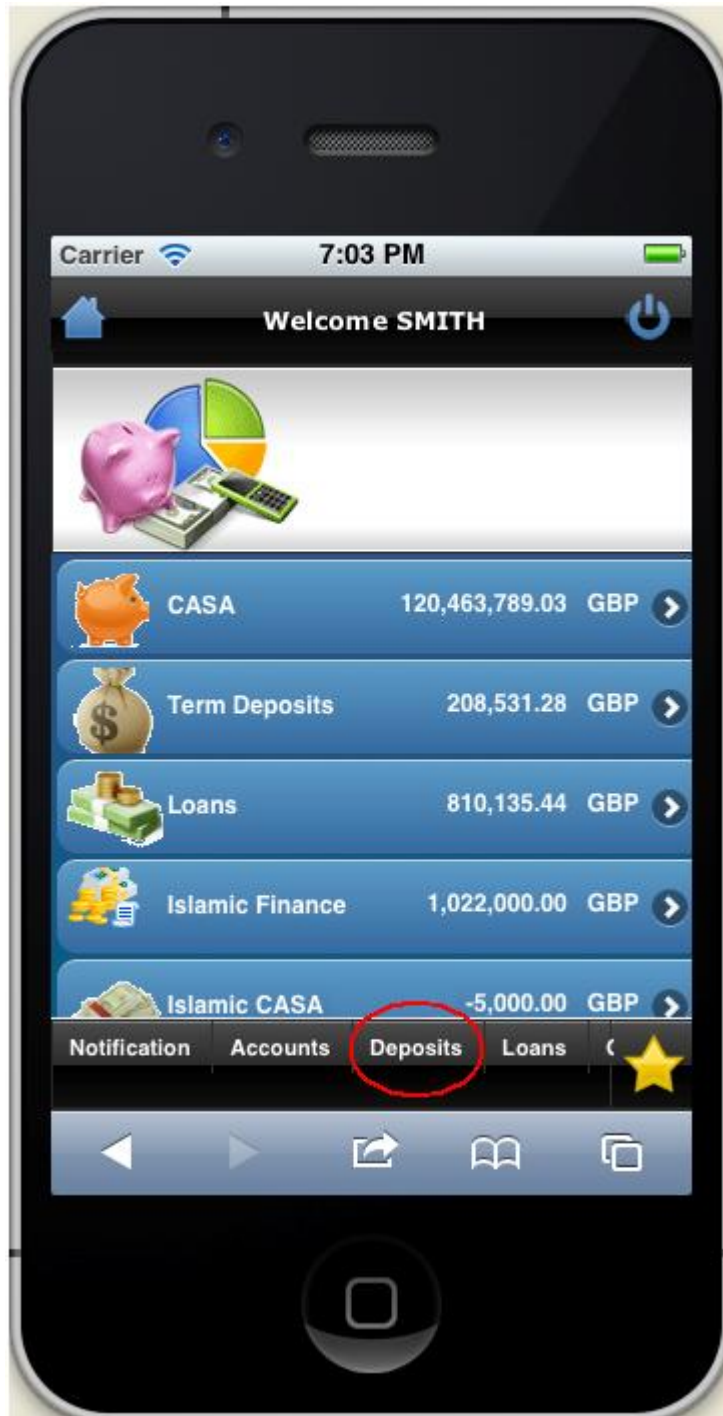 Carrier 7:03 PM
Welcome SMITH
CASA 120,463,789.03 GBP
Term Deposits 208,531.28 GBP
$
Loans 810,135.44 GBP
Islamic Finance 1,022,000.00 GBP
Islamic CASA -5,000.00 GBP
Notification Accounts Deposits Loans